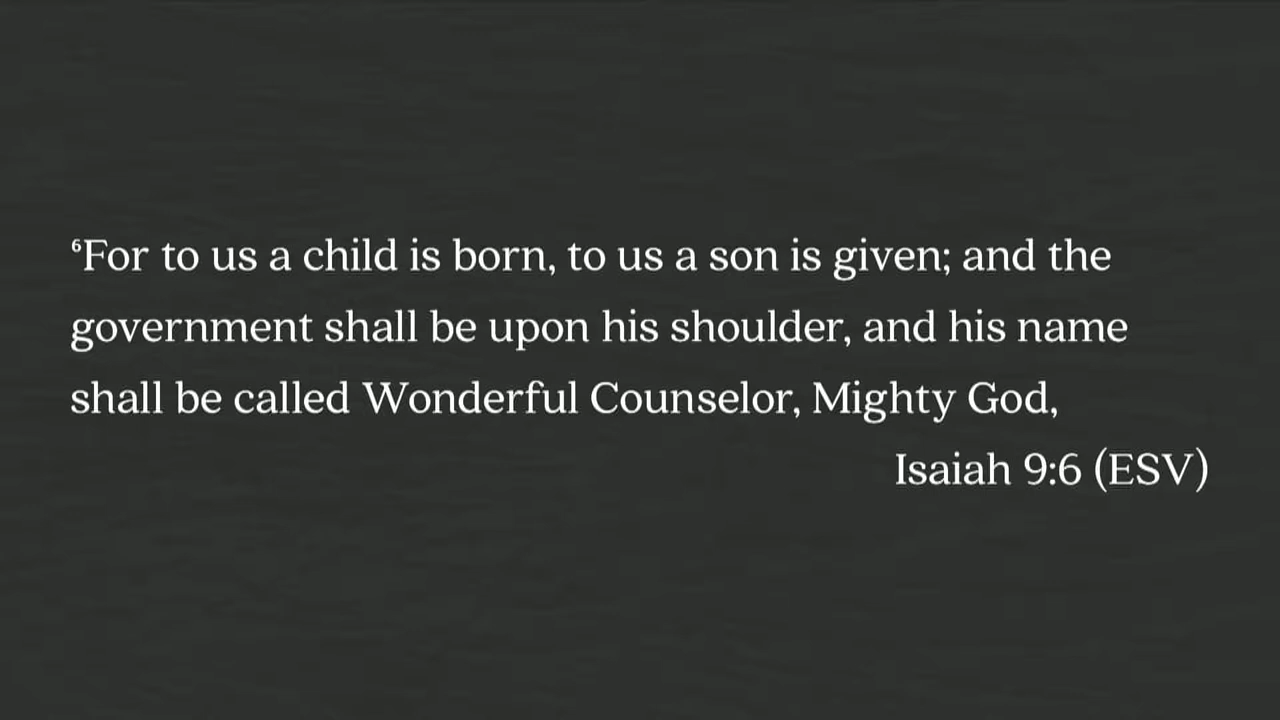 ⁶For to us a child is born, to us a son is given; and the
government shall be upon his shoulder, and his name
shall be called Wonderful Counselor, Mighty God,
Isaiah 9:6 (ESV)